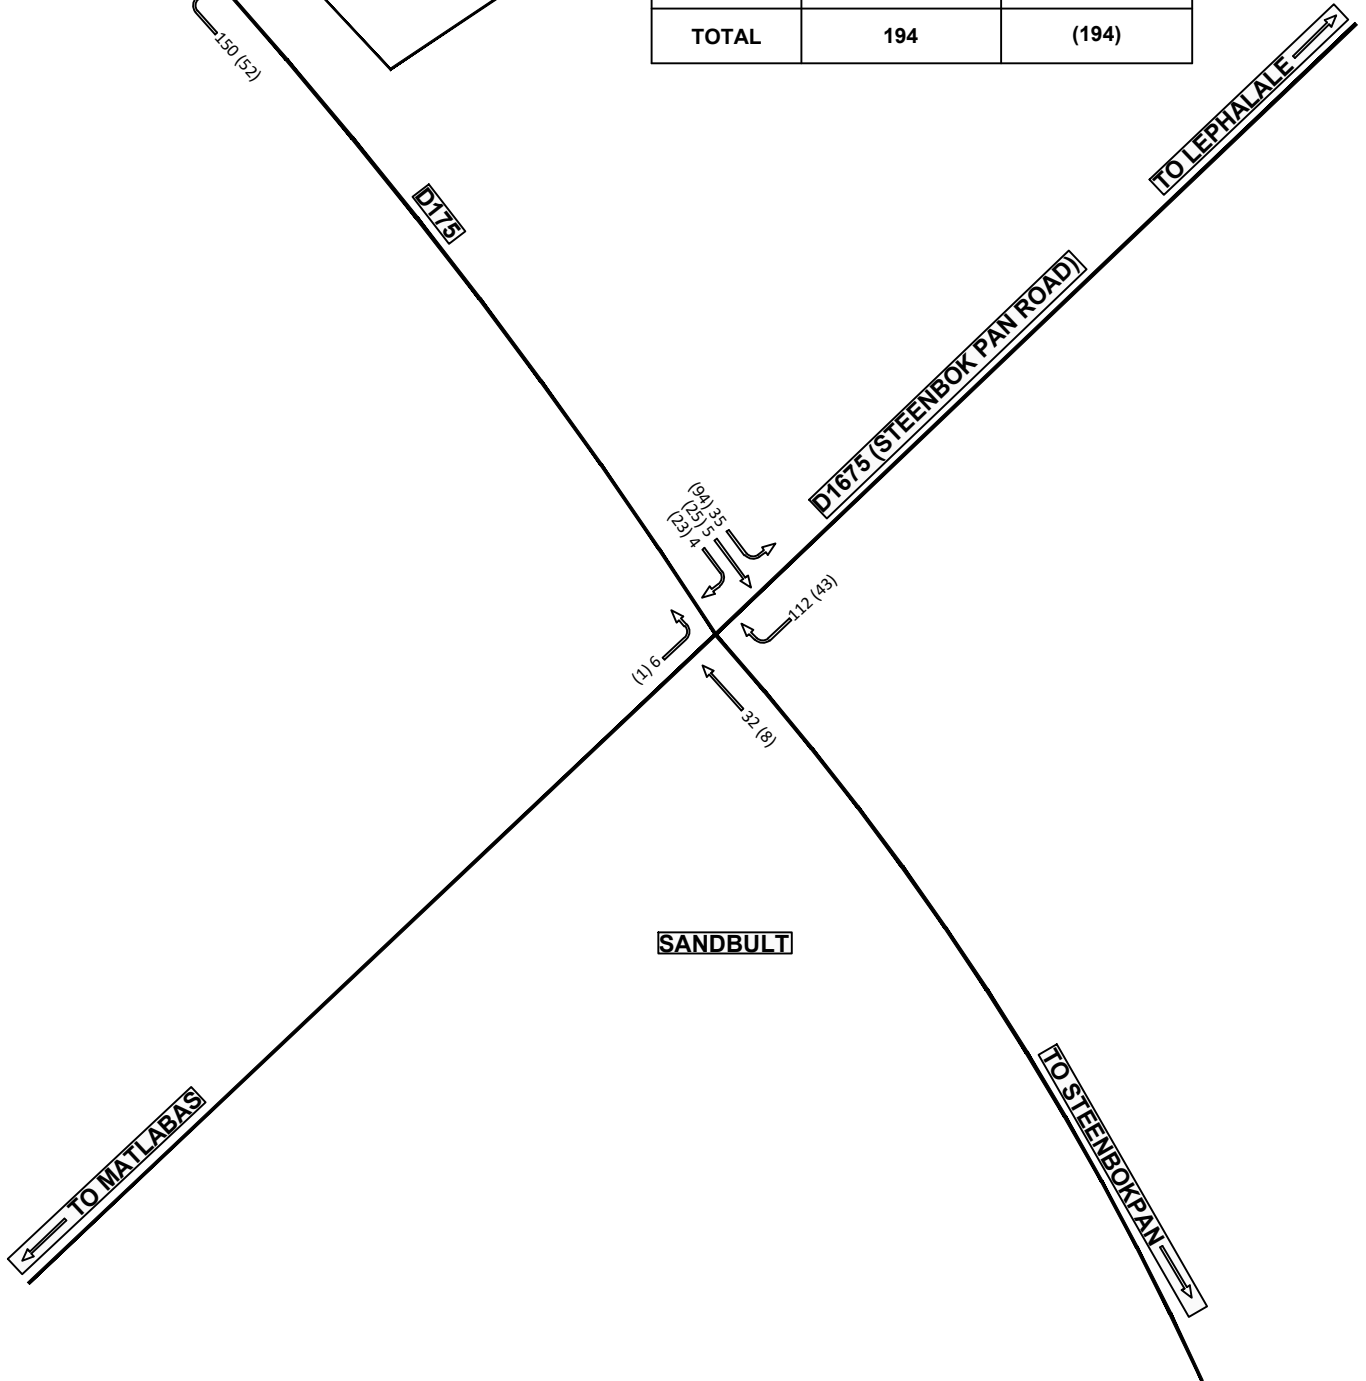 150 (52)
TOTAL 194 (194)
TO LEPHALALE
D175
D1675 (STEENBOK PAN ROAD)
(94) 35
(25) 5
(23) 4
112 (43)
(1) 6
32 (8)
SANDBULT
TO STEENBOKPAN
TO MATLABAS